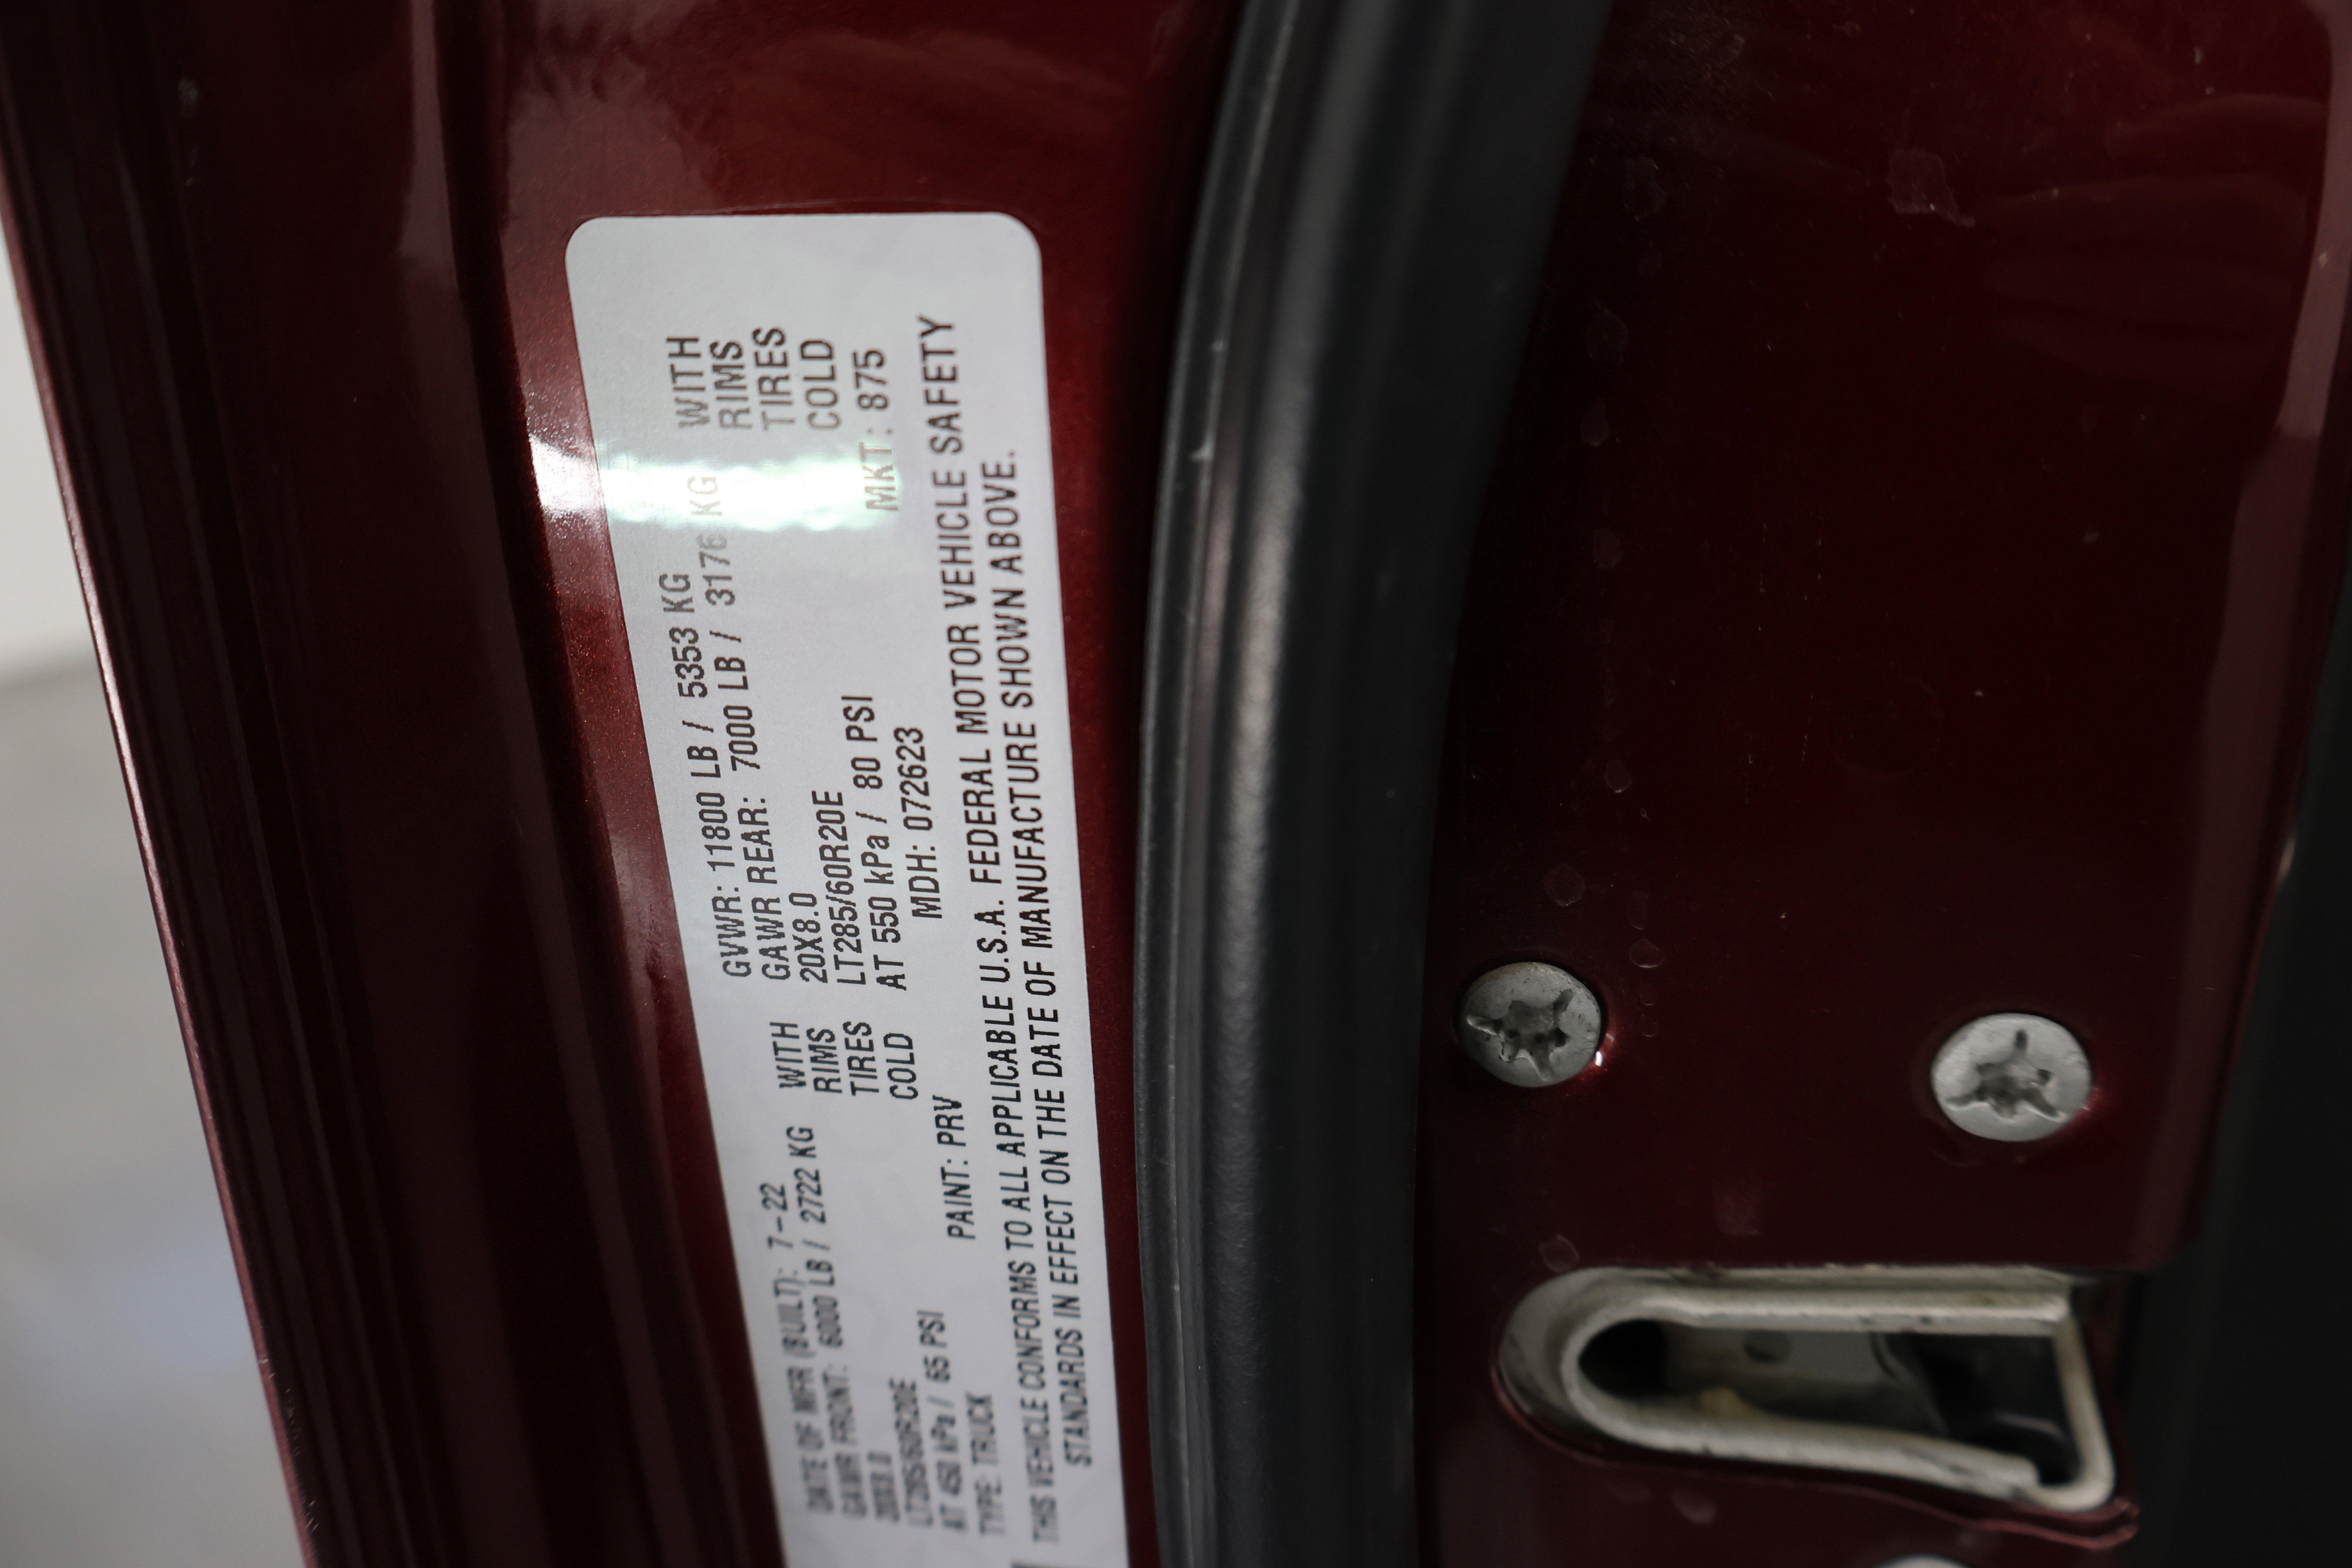 DATE OF MFR (BUILT): 7-22 GVWR: 11800 LB / 5353 KG
GAWR FRONT: 6000 LB / 2722 KG WITH GAWR REAR: 7000 LB / 3176 KG WITH
20X8.0 RIMS 20X8.0 RIMS
LT285/60R20E TIRES LT285/60R20E TIRES
AT 450 kPa / 65 PSI COLD AT 550 kPa / 80 PSI COLD
TYPE: TRUCK PAINT: PRV MDH: 072623 MKT: 875
THIS VEHICLE CONFORMS TO ALL APPLICABLE U.S.A. FEDERAL MOTOR VEHICLE SAFETY
STANDARDS IN EFFECT ON THE DATE OF MANUFACTURE SHOWN ABOVE.